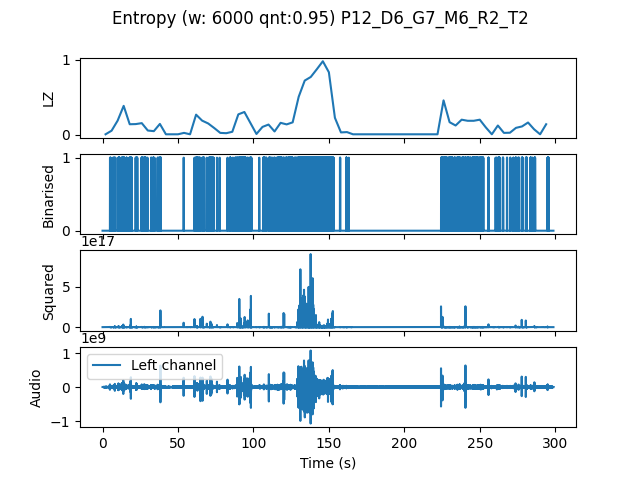 Entropy (w: 6000 qnt:0.95) P12_D6_G7_M6_R2_T2
1
LZ
0
1
Binarised
0
1e17
5
Squared
0
1e9
1
Left channel
Audio
0
−1
0 50 100 150 200 250 300
Time (s)